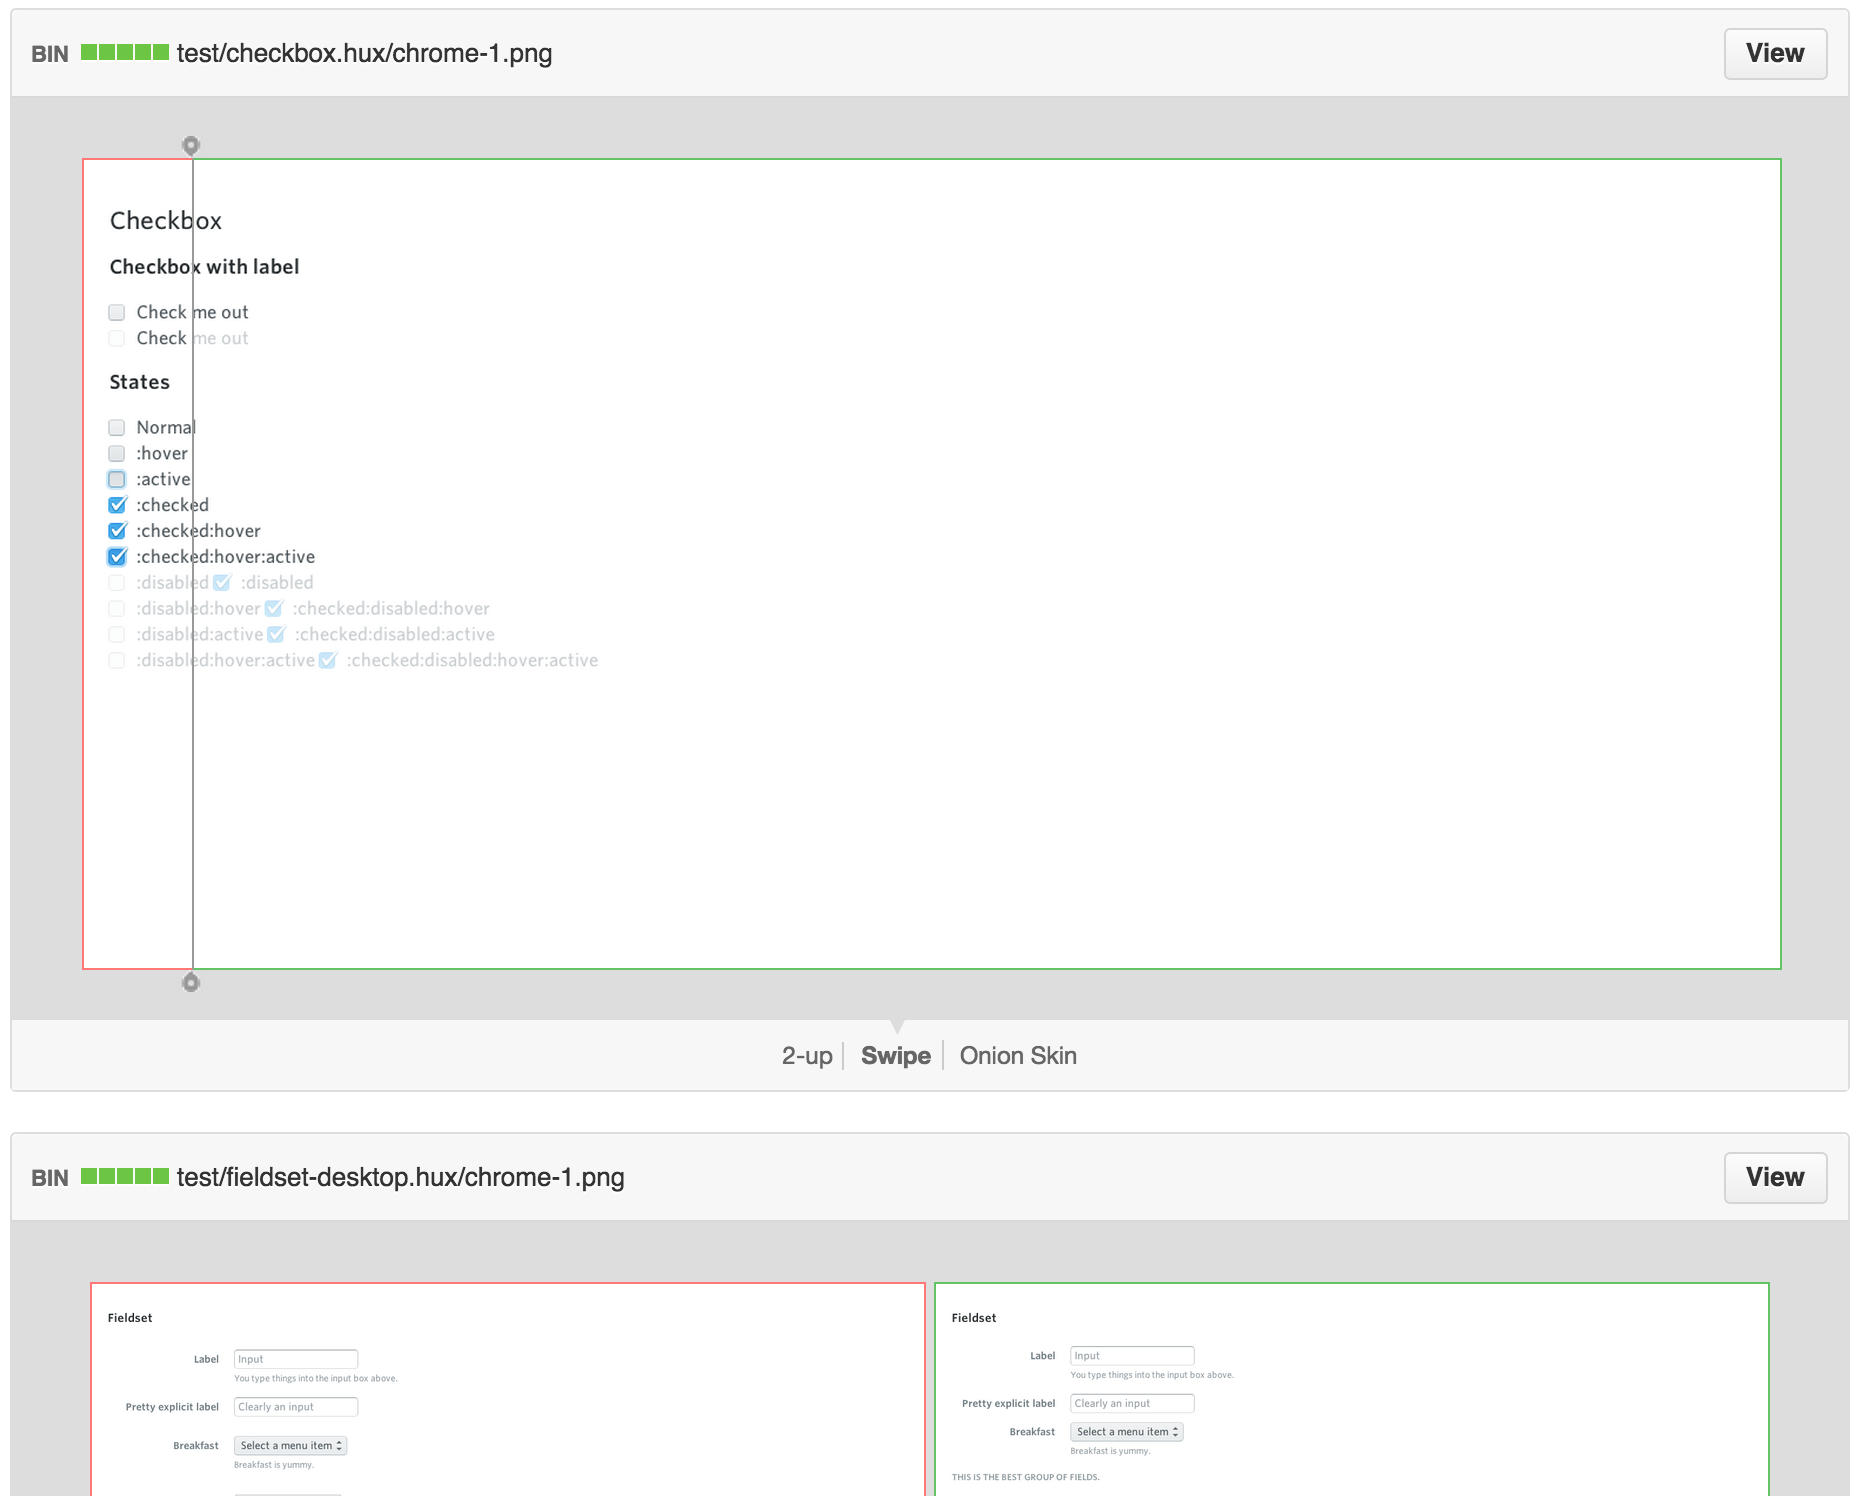 BIN test/checkbox.hux/chrome-1.png View
Checkbox
Checkbox with label
Check me out
Check me out
States
Normal
:hover
:active
:checked
:checked:hover
:checked:hover:active
:disabled :disabled
:disabled:hover :checked:disabled:hover
:disabled:active :checked:disabled:active
:disabled:hover:active :checked:disabled:hover:active
2-up Swipe Onion Skin
BIN test/fieldset-desktop.hux/chrome-1.png View
Fieldset
Label Input
You type things into the input box above.
Pretty explicit label Clearly an input
Breakfast Select a menu item
Breakfast is yummy.
Fieldset
Label Input
You type things into the input box above.
Pretty explicit label Clearly an input
Breakfast Select a menu item
Breakfast is yummy.
THIS IS THE BEST GROUP OF FIELDS.